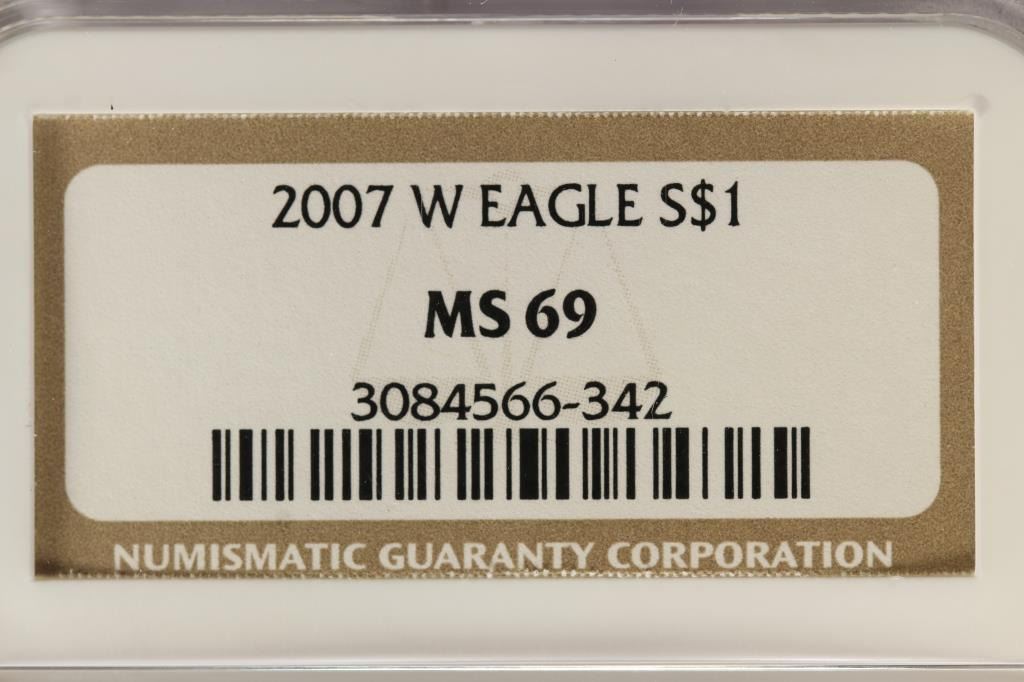 2007 W EAGLE S$1
MS 69
3084566-342
NUMISMATIC GUARANTY CORPORATION